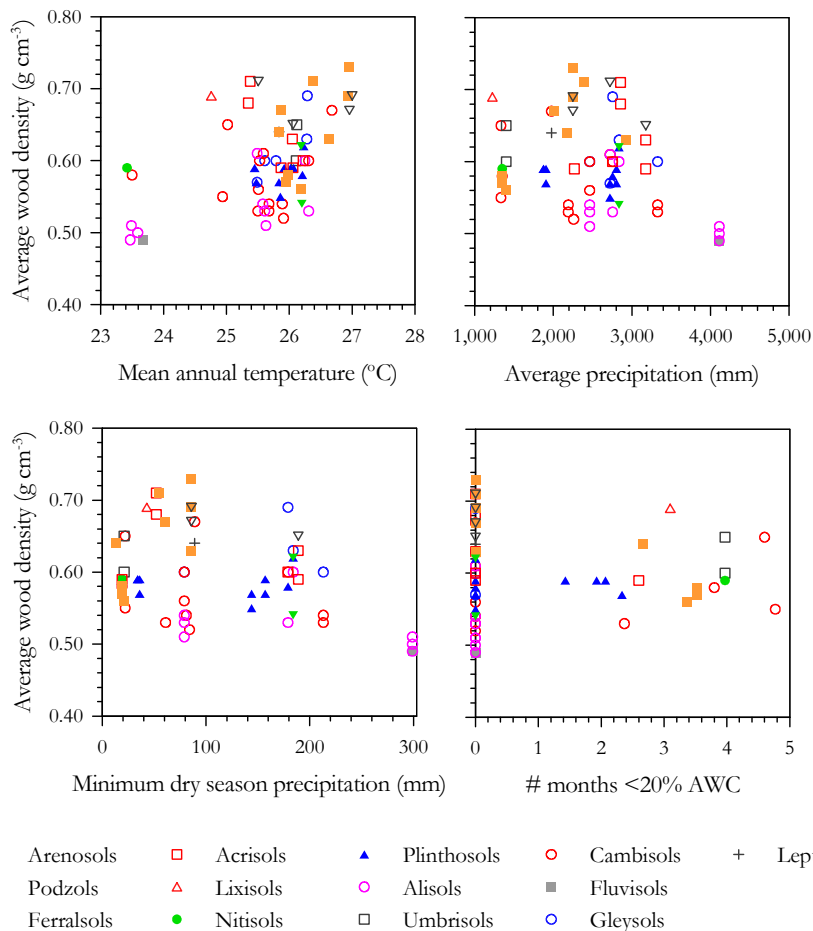 Average wood density (g cm-3)
0.80
0.70
0.60
0.50
0.40
23 24 25 26 27 28
Mean annual temperature (ºC)
1,000 2,000 3,000 4,000 5,000
Average precipitation (mm)
Average wood density (g cm-3)
0.80
0.70
0.60
0.50
0.40
0 100 200 300
Minimum dry season precipitation (mm)
0 1 2 3 4 5
# months <20% AWC
Arenosols Acrisols Plinthosols Cambisols Lep
Podzols Lixisols Alisols Fluvisols
Ferralsols Nitisols Umbrisols Gleysols